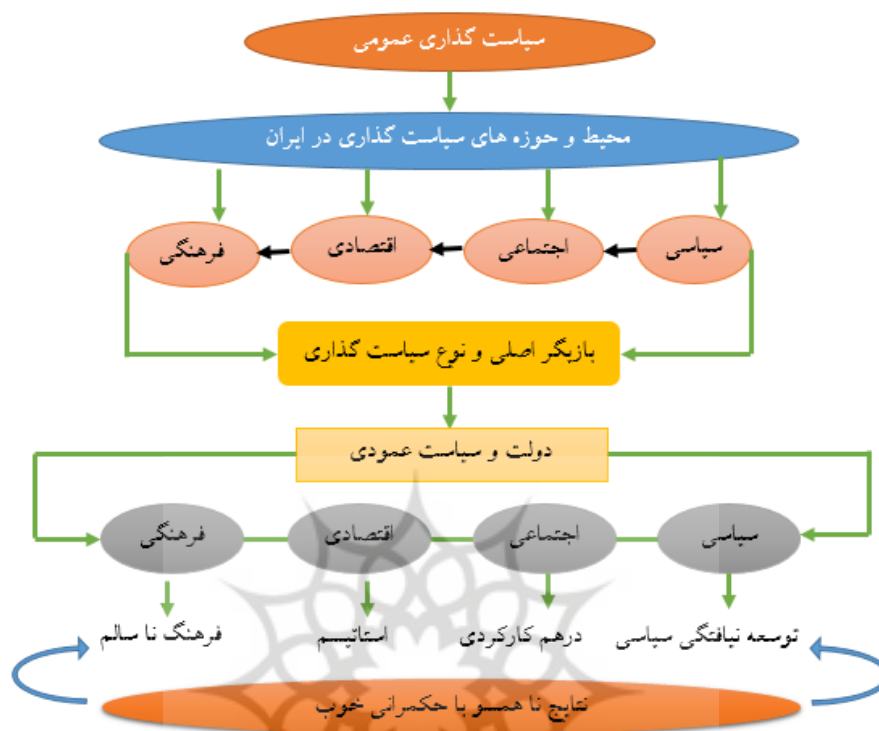 سیاست گذاری عمومی
محیط و حوزه های سیاست گذاری در ایران
سیاسی
اجتماعی
اقتصادی
فرهنگی
بازیگر اصلی و نوع سیاست گذاری
دولت و سیاست عمودی
سیاسی
اجتماعی
اقتصادی
فرهنگی
توسعه نیافتگی سیاسی
درهم کارکردی
استاتیسم
فرهنگ نا سالم
نتایج نا همسو با حکمرانی خوب